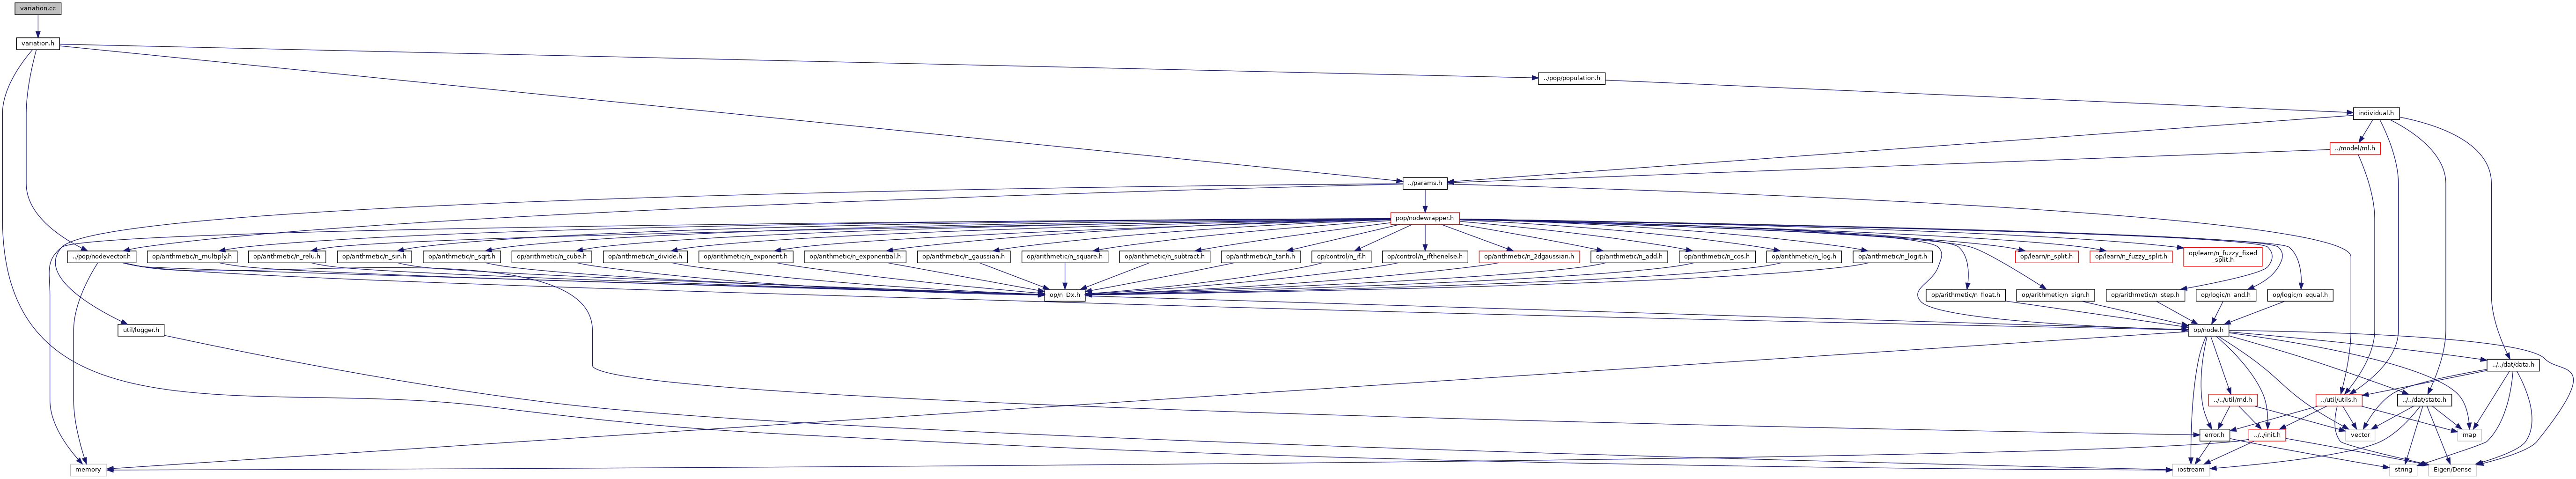 variation.cc
variation.h
../pop/population.h
individual.h
../model/ml.h
../params.h
pop/nodewrapper.h
../pop/nodevector.h
op/arithmetic/n_multiply.h
op/arithmetic/n_relu.h
op/arithmetic/n_sin.h
op/arithmetic/n_sqrt.h
op/arithmetic/n_cube.h
op/arithmetic/n_divide.h
op/arithmetic/n_exponent.h
op/arithmetic/n_exponential.h
op/arithmetic/n_gaussian.h
op/arithmetic/n_square.h
op/arithmetic/n_subtract.h
op/arithmetic/n_tanh.h
op/control/n_if.h
op/control/n_ifthenelse.h
op/arithmetic/n_2dgaussian.h
op/arithmetic/n_add.h
op/arithmetic/n_cos.h
op/arithmetic/n_log.h
op/arithmetic/n_logit.h
op/learn/n_split.h
op/learn/n_fuzzy_split.h
op/learn/n_fuzzy_fixed
_split.h
op/n_Dx.h
op/arithmetic/n_float.h
op/arithmetic/n_sign.h
op/arithmetic/n_step.h
op/logic/n_and.h
op/logic/n_equal.h
util/logger.h
op/node.h
../../dat/data.h
../../util/rnd.h
../util/utils.h
../../dat/state.h
error.h
../../init.h
vector
map
memory
iostream
string
Eigen/Dense